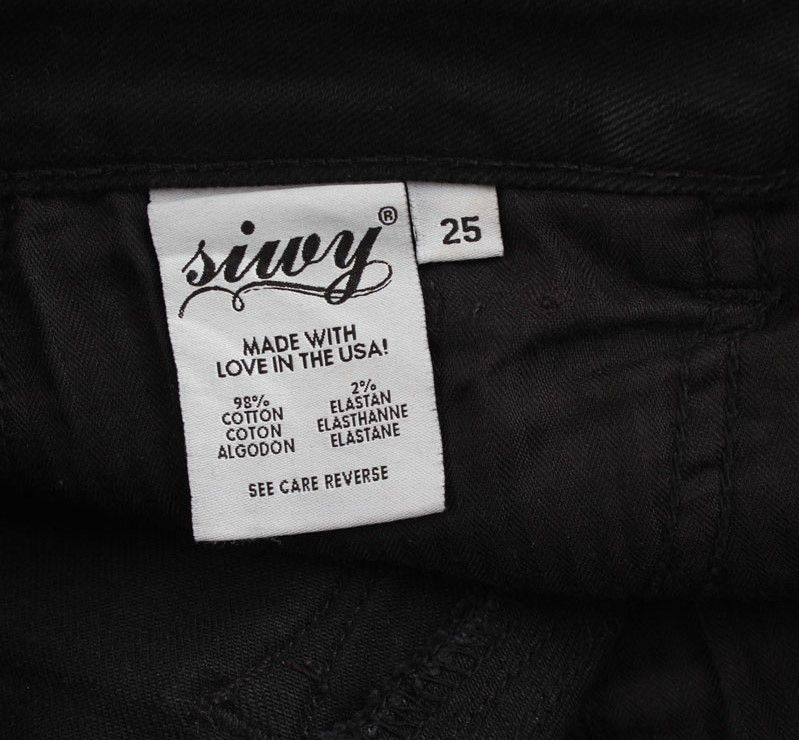 siwy®
25
MADE WITH
LOVE IN THE USA!
98%
COTTON
COTON
ALGODON
2%
ELASTAN
ELASTHANNE
ELASTANE
SEE CARE REVERSE